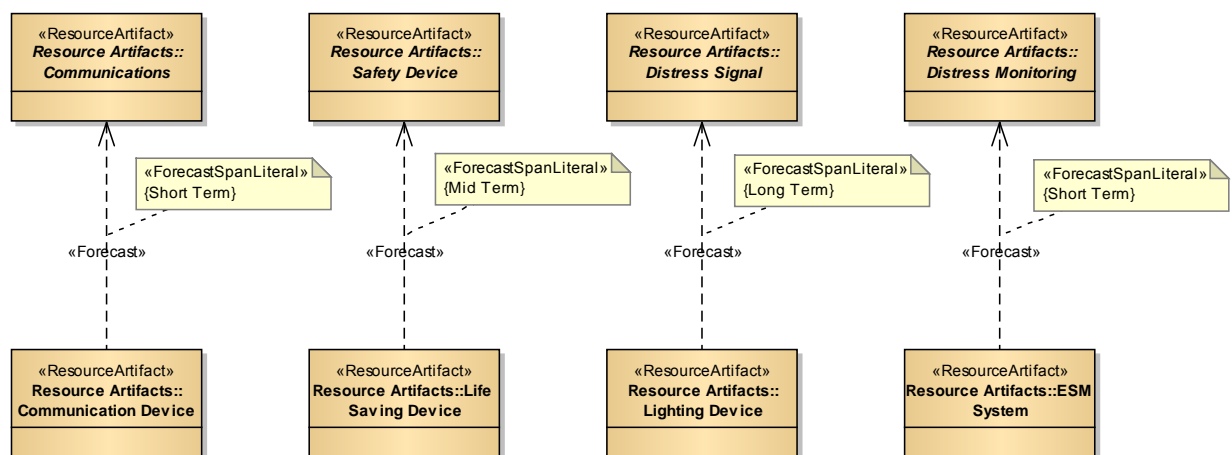 «ResourceArtifact»
Resource Artifacts::
Communications
«ResourceArtifact»
Resource Artifacts::
Safety Device
«ResourceArtifact»
Resource Artifacts::
Distress Signal
«ResourceArtifact»
Resource Artifacts::
Distress Monitoring
«ForecastSpanLiteral»
{Short Term}
«ForecastSpanLiteral»
{Mid Term}
«ForecastSpanLiteral»
{Long Term}
«ForecastSpanLiteral»
{Short Term}
«Forecast»
«Forecast»
«Forecast»
«Forecast»
«ResourceArtifact»
Resource Artifacts::
Communication Device
«ResourceArtifact»
Resource Artifacts::Life
Saving Device
«ResourceArtifact»
Resource Artifacts::
Lighting Device
«ResourceArtifact»
Resource Artifacts::ESM
System